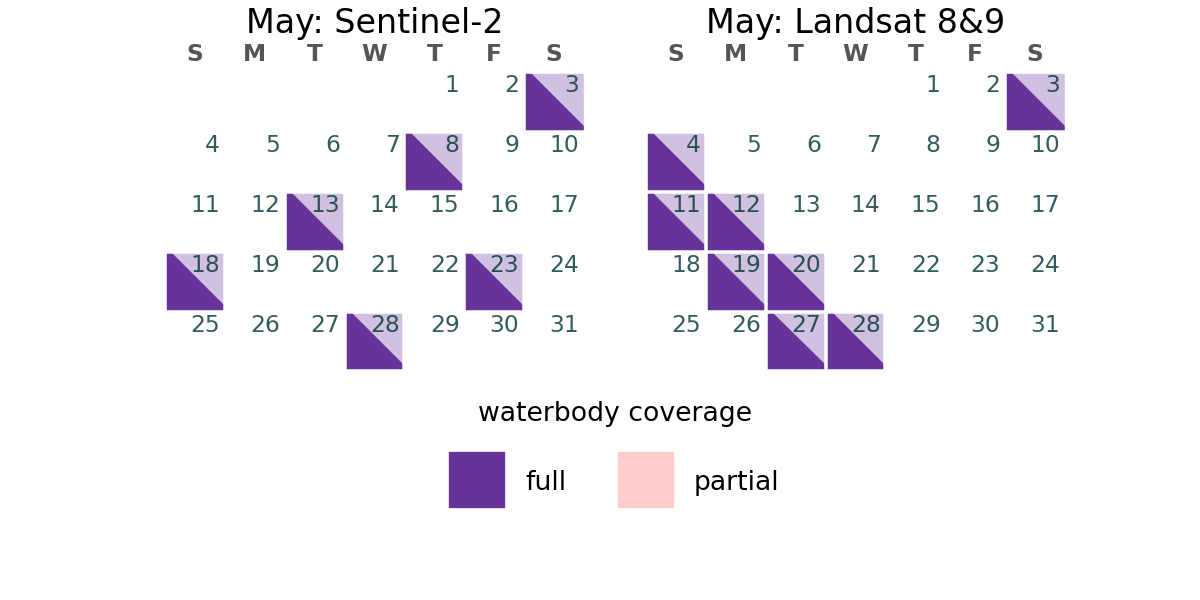 May: Sentinel-2
S M T W T F S
1 2 3
4 5 6 7 8 9 10
11 12 13 14 15 16 17
18 19 20 21 22 23 24
25 26 27 28 29 30 31
May: Landsat 8&9
S M T W T F S
1 2 3
4 5 6 7 8 9 10
11 12 13 14 15 16 17
18 19 20 21 22 23 24
25 26 27 28 29 30 31
waterbody coverage
full partial